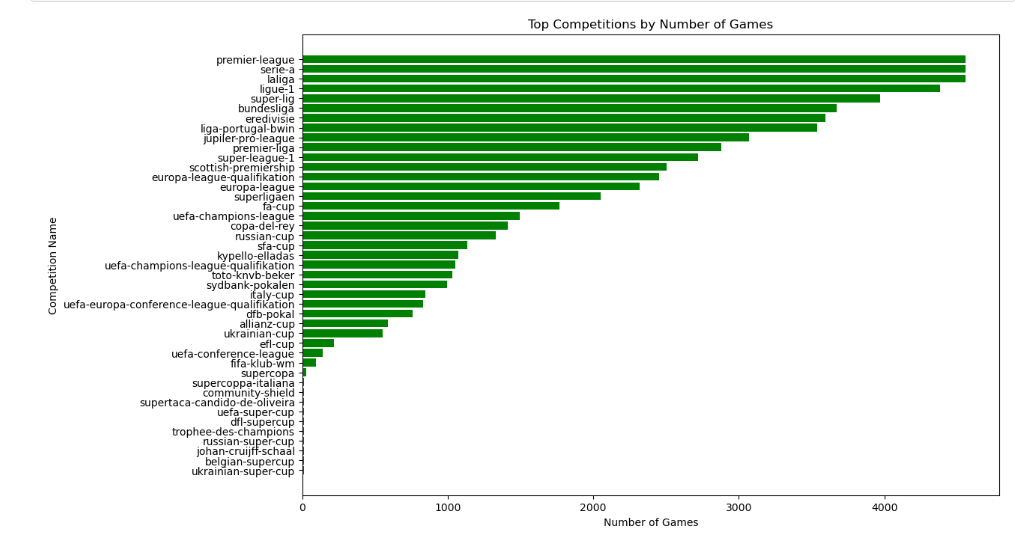 Top Competitions by Number of Games
Competition Name
premier-league
serie-a
laliga
ligue-1
super-lig
bundesliga
eredivisie
liga-portugal-bwin
jupiler-pro-league
premier-liga
super-league-1
scottish-premiership
europa-league-qualifikation
europa-league
superligaen
fa-cup
uefa-champions-league
copa-del-rey
russian-cup
sfa-cup
kypello-elladas
uefa-champions-league-qualifikation
toto-knvb-beker
sydbank-pokalen
italy-cup
uefa-europa-conference-league-qualifikation
dfb-pokal
allianz-cup
ukrainian-cup
efl-cup
uefa-conference-league
fifa-klub-wm
supercopa
supercoppa-italiana
community-shield
supertaca-candido-de-oliveira
uefa-super-cup
dfl-supercup
trophee-des-champions
russian-super-cup
johan-cruijff-schaal
belgian-supercup
ukrainian-super-cup
0 1000 2000 3000 4000
Number of Games